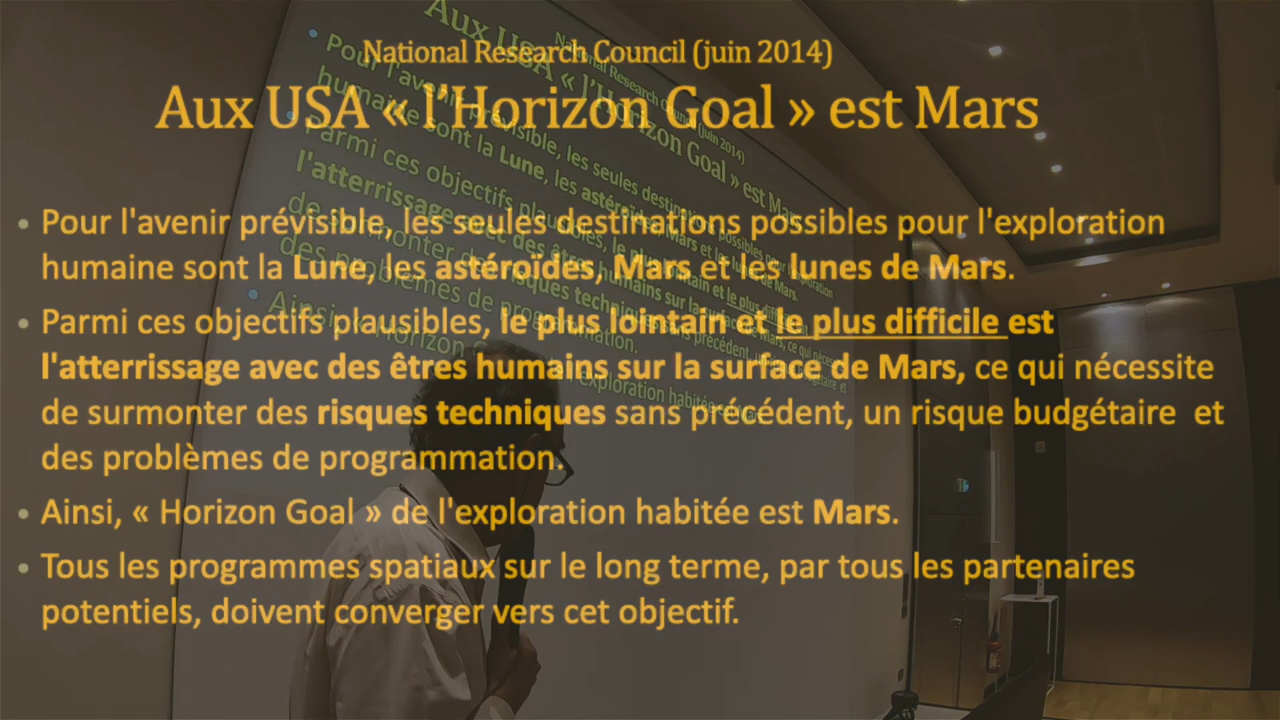 National Research Council (juin 2014)
Aux USA « l'Horizon Goal » est Mars
• Pour l'avenir prévisible, les seules destinations possibles pour l'exploration
humaine sont la Lune, les astéroïdes, Mars et les lunes de Mars.
• Parmi ces objectifs plausibles, le plus lointain et le plus difficile est
l'atterrissage avec des êtres humains sur la surface de Mars, ce qui nécessite
de surmonter des risques techniques sans précédent, un risque budgétaire et
des problèmes de programmation.
• Ainsi, « Horizon Goal » de l'exploration habitée est Mars.
• Tous les programmes spatiaux sur le long terme, par tous les partenaires
potentiels, doivent converger vers cet objectif.